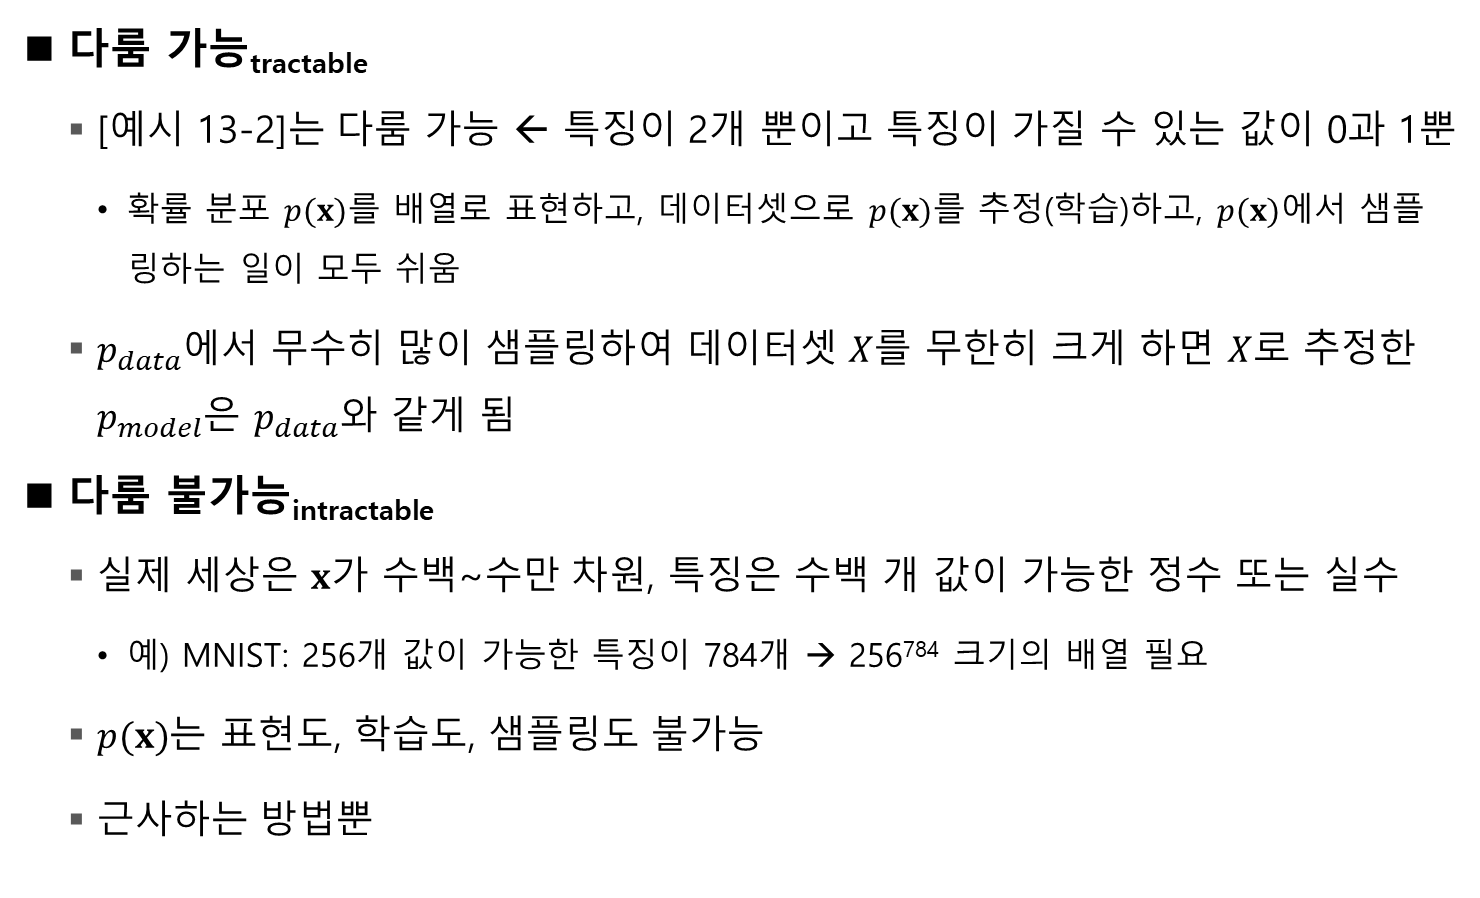 ■ 다룸 가능tractable
▪ [예시 13-2]는 다룸 가능 ← 특징이 2개 뿐이고 특징이 가질 수 있는 값이 0과 1뿐
• 확률 분포 p(x)를 배열로 표현하고, 데이터셋으로 p(x)를 추정(학습)하고, p(x)에서 샘플
링하는 일이 모두 쉬움
▪ p_data에서 무수히 많이 샘플링하여 데이터셋 X를 무한히 크게 하면 X로 추정한
p_model은 p_data와 같게 됨
■ 다룸 불가능intractable
▪ 실제 세상은 x가 수백~수만 차원, 특징은 수백 개 값이 가능한 정수 또는 실수
• 예) MNIST: 256개 값이 가능한 특징이 784개 → 256⁷⁸⁴ 크기의 배열 필요
▪ p(x)는 표현도, 학습도, 샘플링도 불가능
▪ 근사하는 방법뿐